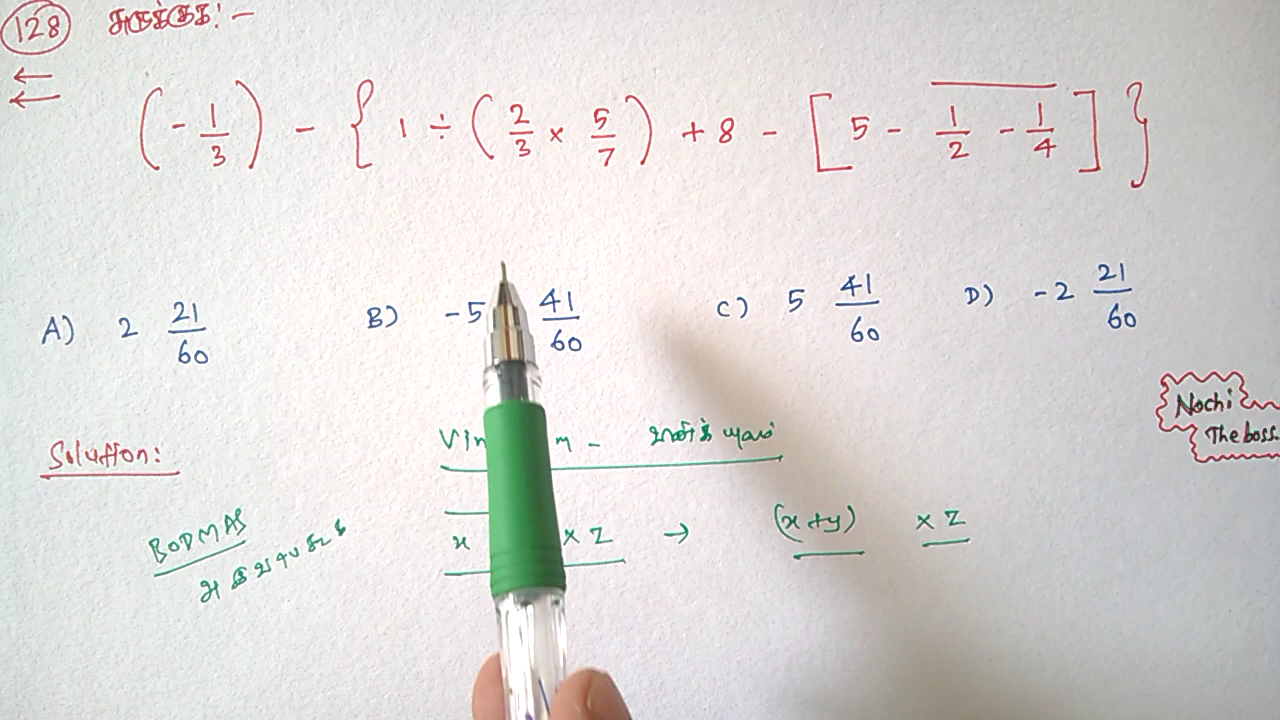 128 சுருக்குக: -
(- 1/3) - { 1 ÷ (2/3 × 5/7) + 8 - [5 - 1/2 - 1/4] }
A) 2 21/60 B) -5 41/60 C) 5 41/60 D) -2 21/60
Nochi
The boss.
Solution:
BODMAS
x × Z → (x+y) × Z